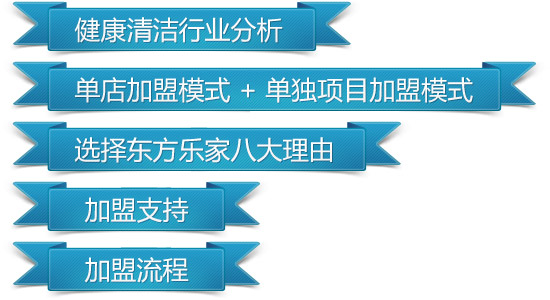 健康清洁行业分析
单店加盟模式 + 单独项目加盟模式
选择东方乐家八大理由
加盟支持
加盟流程